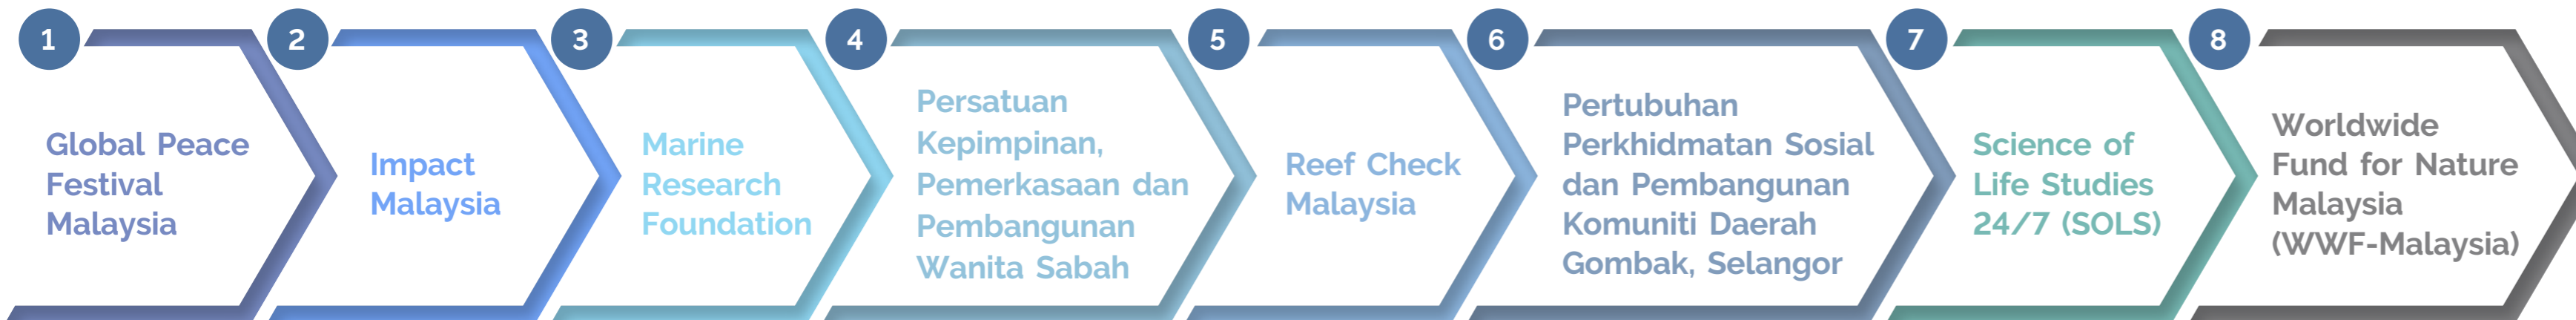 1
Global Peace
Festival
Malaysia
2
Impact
Malaysia
3
Marine
Research
Foundation
4
Persatuan
Kepimpinan,
Pemerkasaan dan
Pembangunan
Wanita Sabah
5
Reef Check
Malaysia
6
Pertubuhan
Perkhidmatan Sosial
dan Pembangunan
Komuniti Daerah
Gombak, Selangor
7
Science of
Life Studies
24/7 (SOLS)
8
Worldwide
Fund for Nature
Malaysia
(WWF-Malaysia)